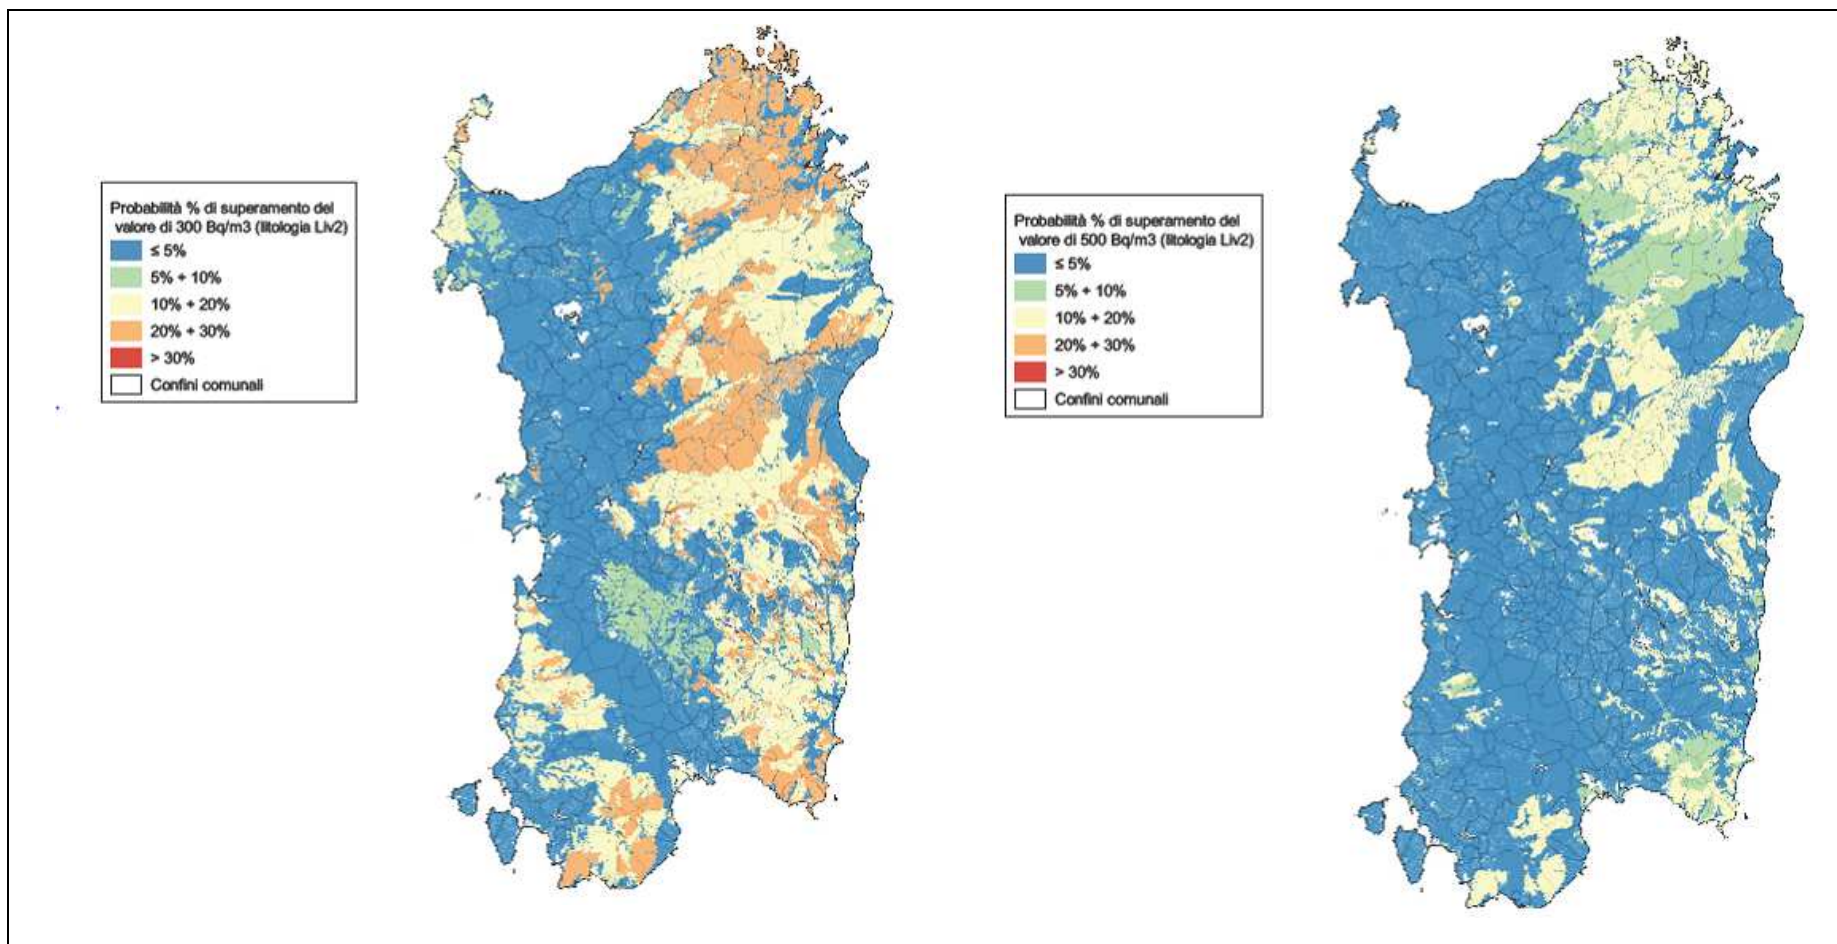 Probabilità % di superamento del
valore di 300 Bq/m3 (litologia Liv2)
≤ 5%
5% + 10%
10% + 20%
20% + 30%
> 30%
Confini comunali
Probabilità % di superamento del
valore di 500 Bq/m3 (litologia Liv2)
≤ 5%
5% + 10%
10% + 20%
20% + 30%
> 30%
Confini comunali